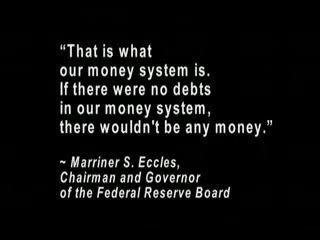 “That is what
our money system is.
If there were no debts
in our money system,
there wouldn't be any money.”
~ Marriner S. Eccles,
Chairman and Governor
of the Federal Reserve Board